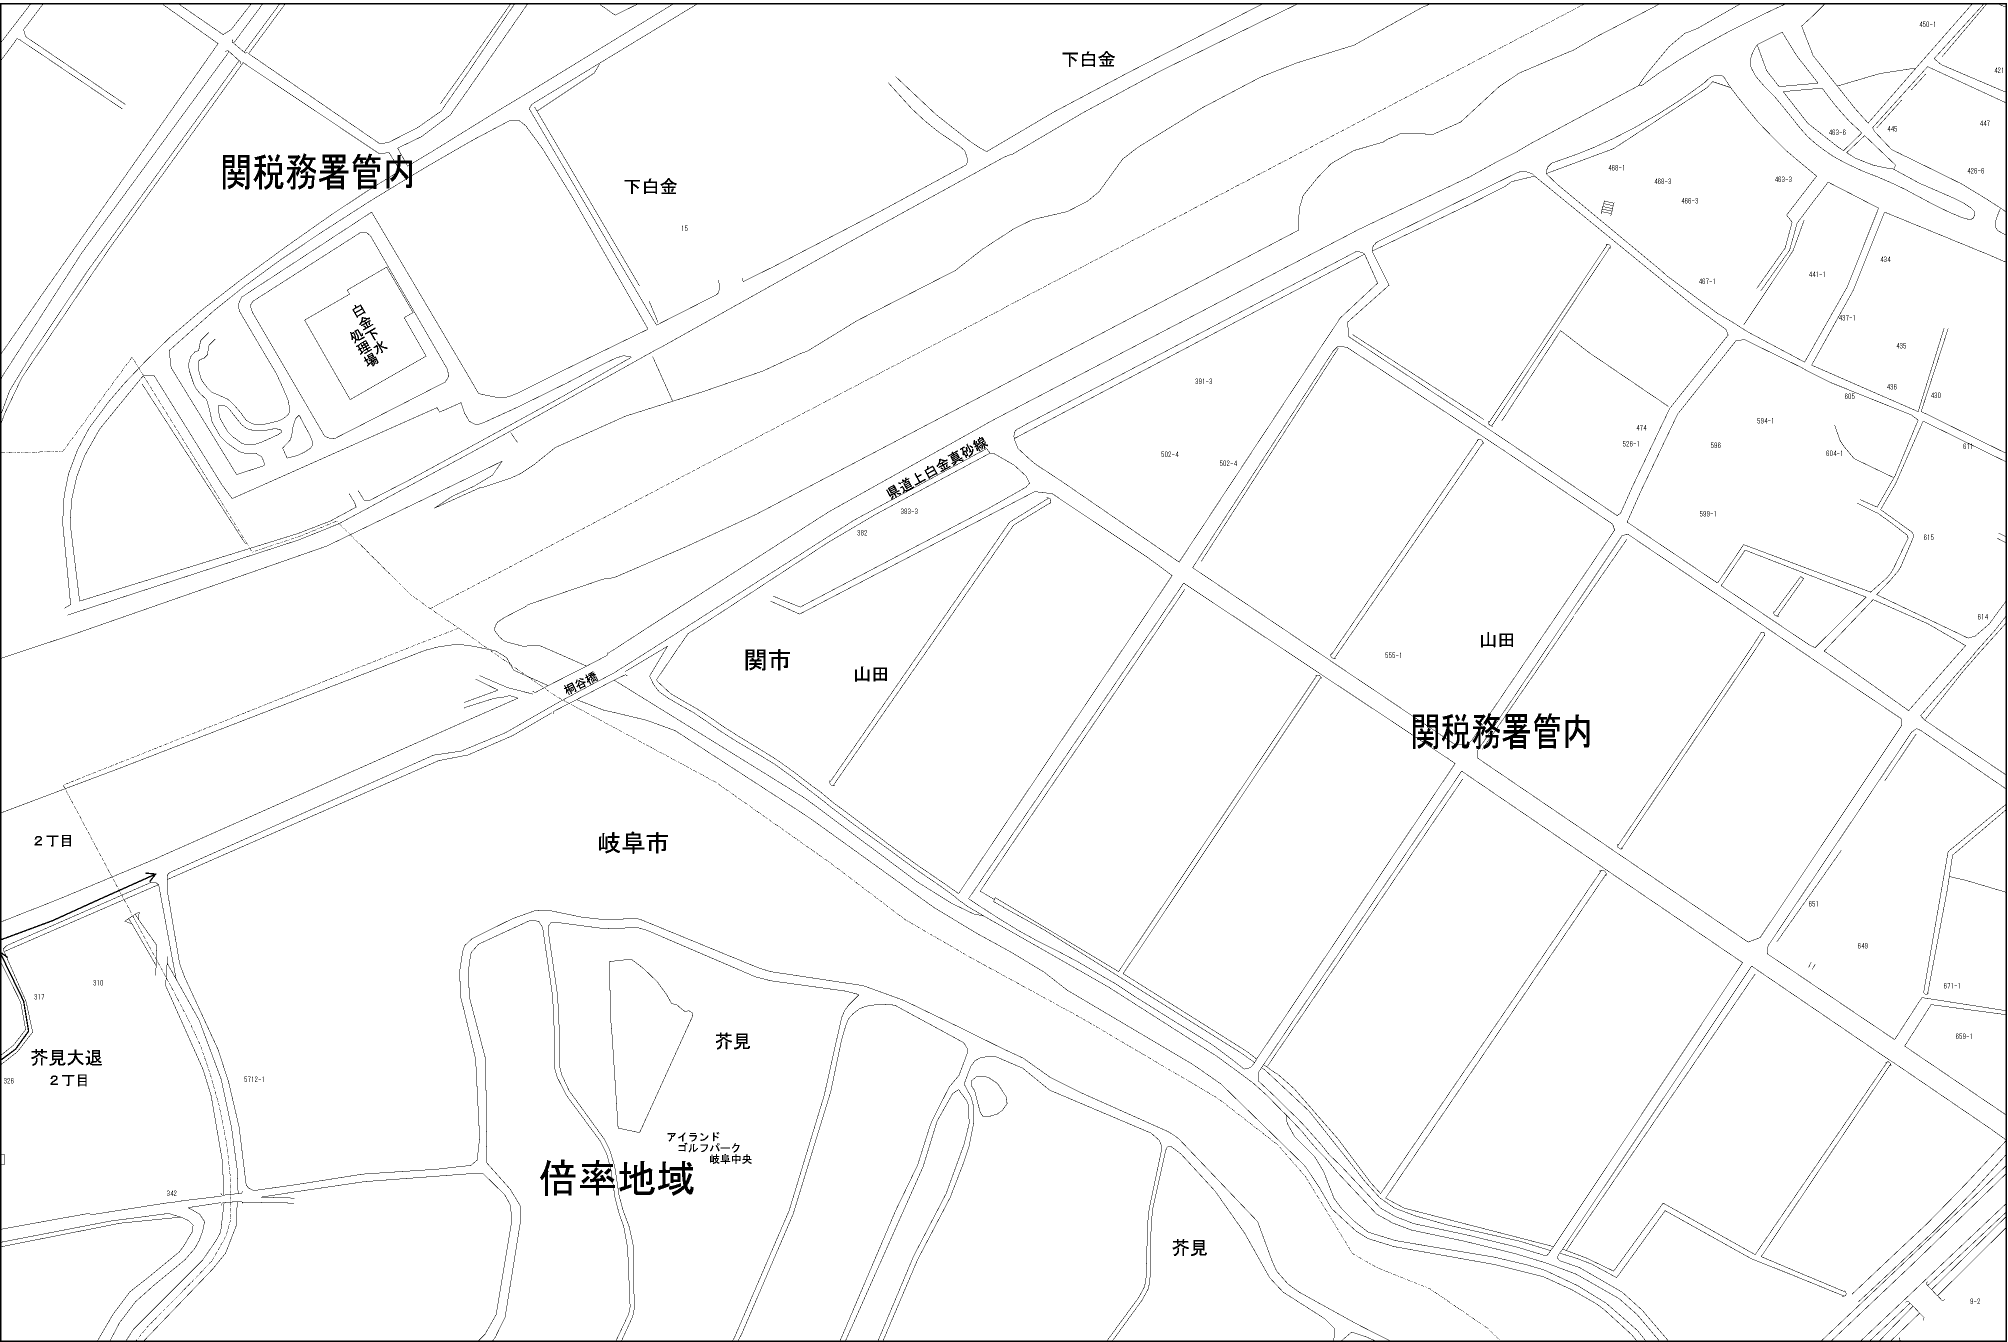 450-1
下白金
421
447
445
463-6
関税務署管内
下白金
468-1
468-3
463-3
426-6
466-3
15
434
441-1
467-1
白金下水
処理場
437-1
435
391-3
436
430
605
594-1
474
526-1
596
604-1
611
県道上白金真砂線
502-4
502-4
383-3
382
599-1
615
614
関市
山田
555-1
山田
桐谷橋
関税務署管内
2丁目
岐阜市
651
649
317
310
671-1
芥見
659-1
芥見大退
2丁目
326
5712-1
アイランド
ゴルフパーク
岐阜中央
倍率地域
342
芥見
9-2